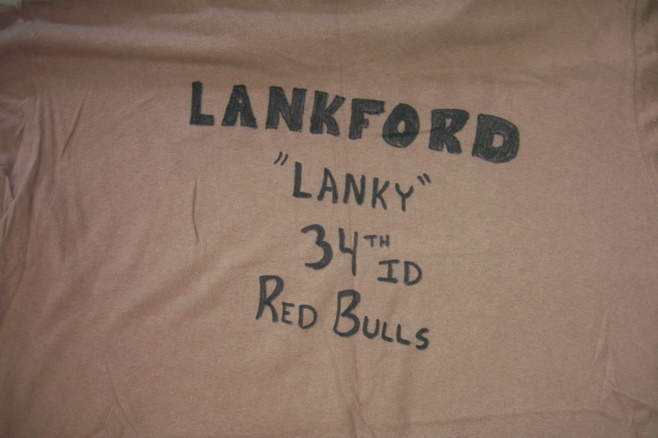 LANKFORD
"LANKY"
34TH ID
RED BULLS